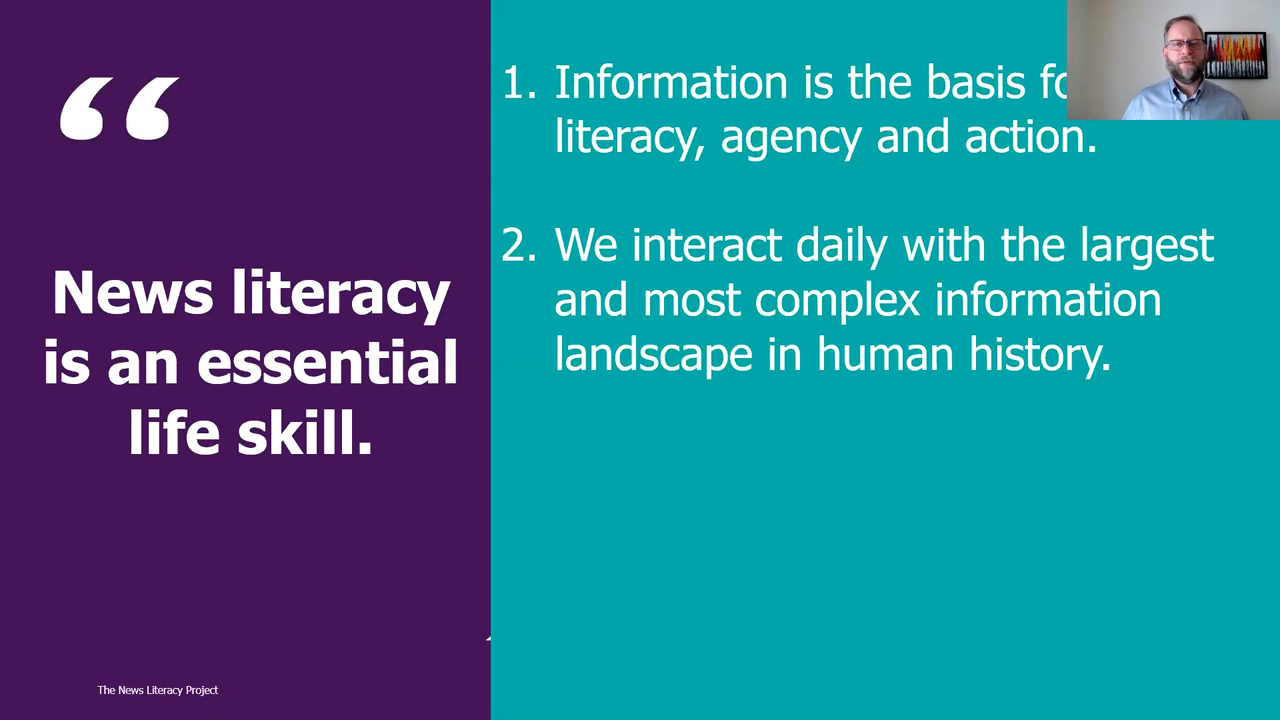 “
News literacy
is an essential
life skill.
1. Information is the basis
literacy, agency and action.
2. We interact daily with the largest
and most complex information
landscape in human history.
The News Literacy Project